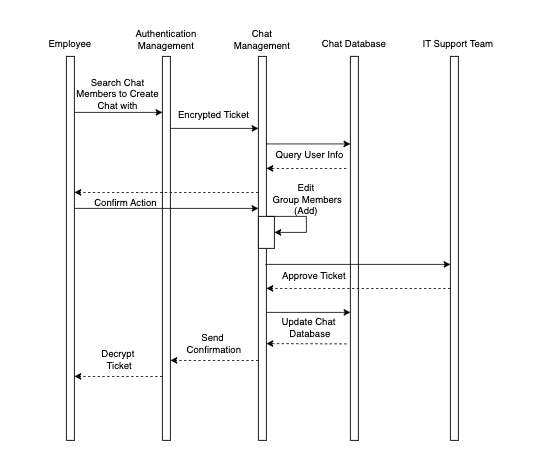 Employee
Authentication
Management
Chat
Management
Chat Database
IT Support Team
Search Chat
Members to Create
Chat with
Encrypted Ticket
Query User Info
Confirm Action
Edit
Group Members
(Add)
Approve Ticket
Update Chat
Database
Send
Confirmation
Decrypt
Ticket